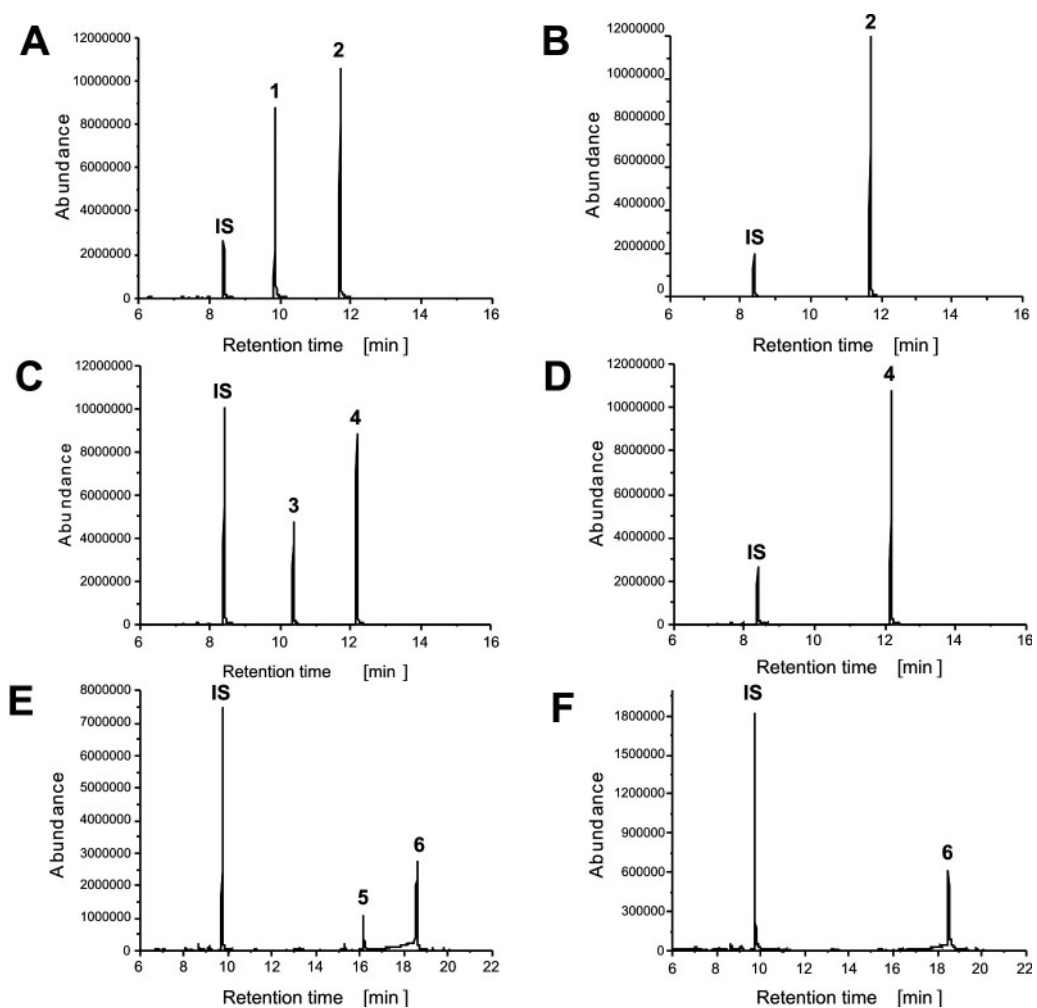 A
Abundance
12000000
10000000
8000000
6000000
4000000
2000000
0
IS
1
2
6 8 10 12 14 16
Retention time [min ]
B
Abundance
12000000
10000000
8000000
6000000
4000000
2000000
0
IS
2
6 8 10 12 14 16
Retention time [min ]
C
Abundance
12000000
10000000
8000000
6000000
4000000
2000000
0
IS
3
4
6 8 10 12 14 16
Retention time [min ]
D
Abundance
12000000
10000000
8000000
6000000
4000000
2000000
0
IS
4
6 8 10 12 14 16
Retention time [min ]
E
Abundance
8000000
7000000
6000000
5000000
4000000
3000000
2000000
1000000
0
IS
5
6
6 8 10 12 14 16 18 20 22
Retention time [min ]
F
Abundance
1800000
1500000
1200000
900000
600000
300000
0
IS
6
6 8 10 12 14 16 18 20 22
Retention time [min ]